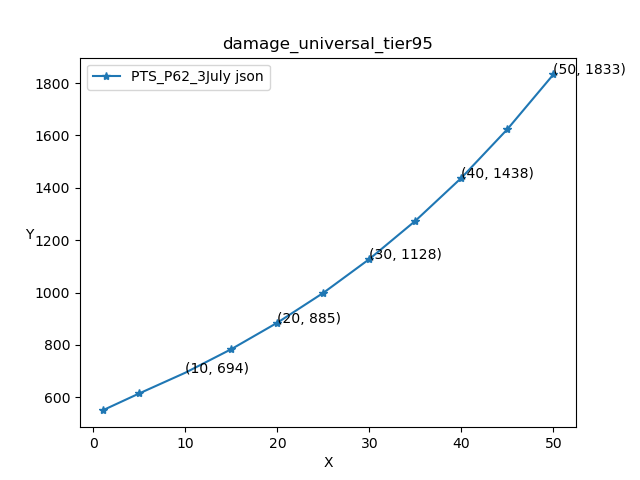 damage_universal_tier95
PTS_P62_3July json
(50, 1833)
(40, 1438)
(30, 1128)
(20, 885)
(10, 694)
Y
1800
1600
1400
1200
1000
800
600
0 10 20 30 40 50
X